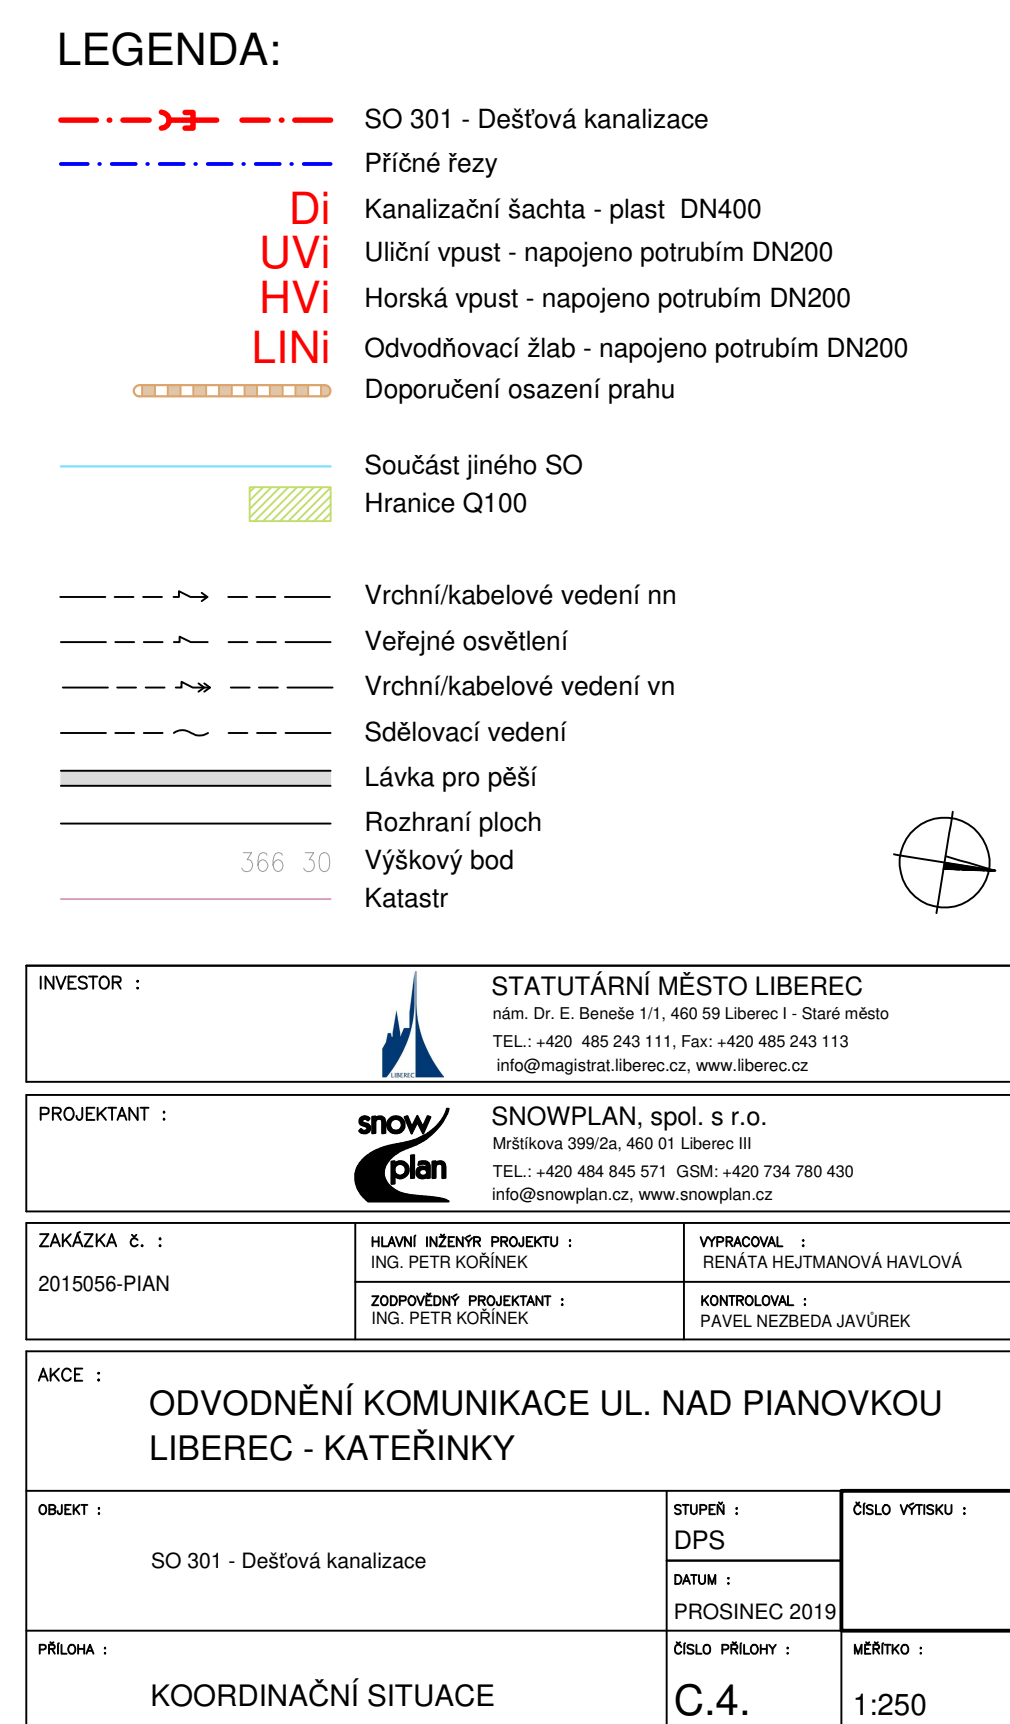 LEGENDA:
SO 301 - Dešťová kanalizace
Příčné řezy
Di Kanalizační šachta - plast DN400
UVi Uliční vpust - napojeno potrubím DN200
HVi Horská vpust - napojeno potrubím DN200
LINi Odvodňovací žlab - napojeno potrubím DN200
Doporučení osazení prahu
Součást jiného SO
Hranice Q100
Vrchní/kabelové vedení nn
Veřejné osvětlení
Vrchní/kabelové vedení vn
Sdělovací vedení
Lávka pro pěší
Rozhraní ploch
366 30 Výškový bod
Katastr
INVESTOR :
LIBEREC
STATUTÁRNÍ MĚSTO LIBEREC
nám. Dr. E. Beneše 1/1, 460 59 Liberec I - Staré město
TEL.: +420 485 243 111, Fax: +420 485 243 113
info@magistrat.liberec.cz, www.liberec.cz
PROJEKTANT :
snow
plan
SNOWPLAN, spol. s r.o.
Mrštíkova 399/2a, 460 01 Liberec III
TEL.: +420 484 845 571 GSM: +420 734 780 430
info@snowplan.cz, www.snowplan.cz
ZAKÁZKA č. :
2015056-PIAN
HLAVNÍ INŽENÝR PROJEKTU :
ING. PETR KOŘÍNEK
VYPRACOVAL :
RENÁTA HEJTMANOVÁ HAVLOVÁ
ZODPOVĚDNÝ PROJEKTANT :
ING. PETR KOŘÍNEK
KONTROLOVAL :
PAVEL NEZBEDA JAVŮREK
AKCE :
ODVODNĚNÍ KOMUNIKACE UL. NAD PIANOVKOU
LIBEREC - KATEŘINKY
OBJEKT :
SO 301 - Dešťová kanalizace
STUPEŇ :
DPS
DATUM :
PROSINEC 2019
ČÍSLO VÝTISKU :
PŘÍLOHA :
KOORDINAČNÍ SITUACE
ČÍSLO PŘÍLOHY :
C.4.
MĚŘÍTKO :
1:250